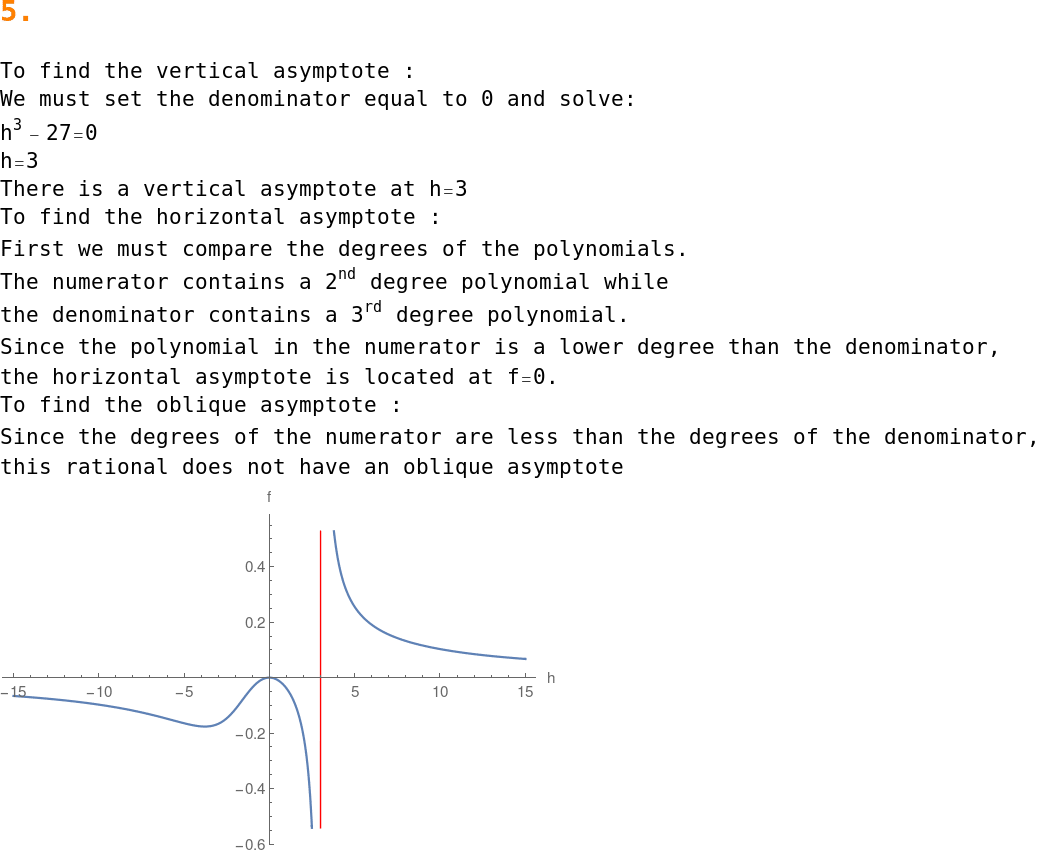 5.
To find the vertical asymptote :
We must set the denominator equal to 0 and solve:
h³ − 27=0
h=3
There is a vertical asymptote at h=3
To find the horizontal asymptote :
First we must compare the degrees of the polynomials.
The numerator contains a 2ⁿᵈ degree polynomial while
the denominator contains a 3ʳᵈ degree polynomial.
Since the polynomial in the numerator is a lower degree than the denominator,
the horizontal asymptote is located at f=0.
To find the oblique asymptote :
Since the degrees of the numerator are less than the degrees of the denominator,
this rational does not have an oblique asymptote
f
0.4
0.2
−15 −10 −5 5 10 15 h
−0.2
−0.4
−0.6